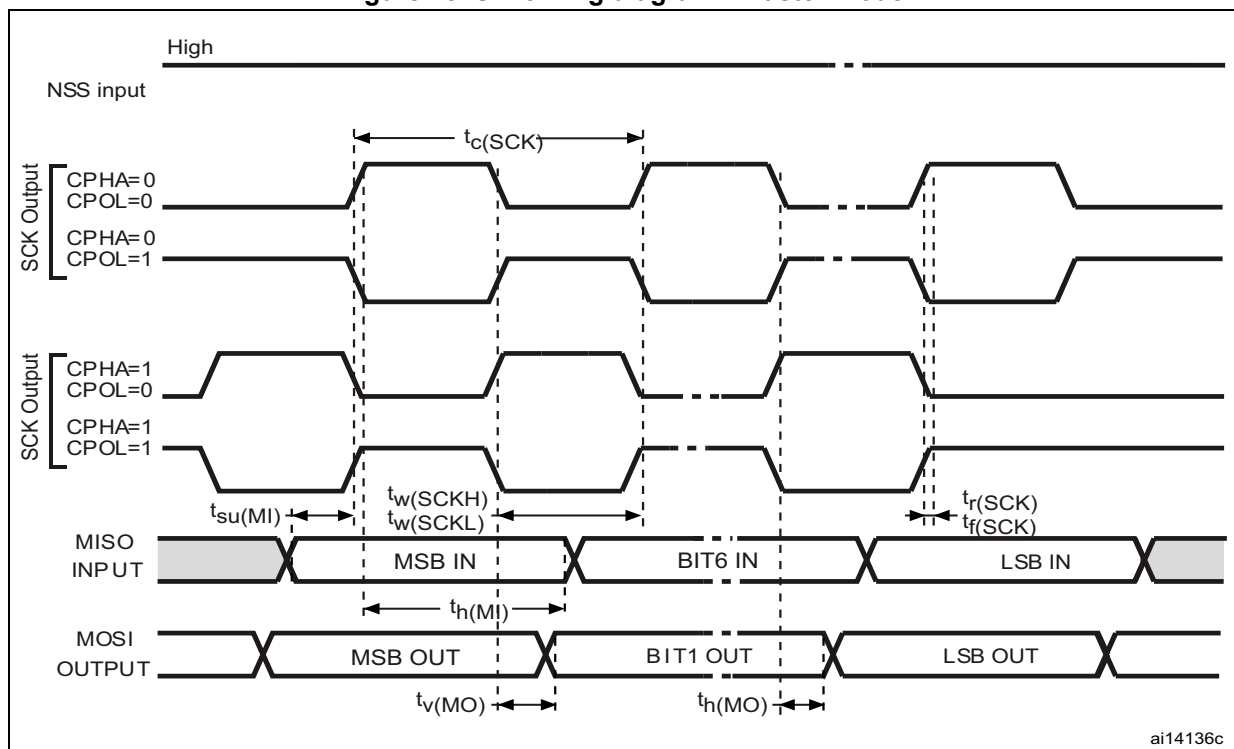 High
NSS input
tc(SCK)
SCK Output
CPHA=0
CPOL=0
CPHA=0
CPOL=1
SCK Output
CPHA=1
CPOL=0
CPHA=1
CPOL=1
tsu(MI)
tw(SCKH)
tw(SCKL)
tr(SCK)
tf(SCK)
MISO
INPUT
MSB IN
BIT6 IN
LSB IN
th(MI)
MOSI
OUTPUT
MSB OUT
BIT1 OUT
LSB OUT
tv(MO)
th(MO)
ai14136c